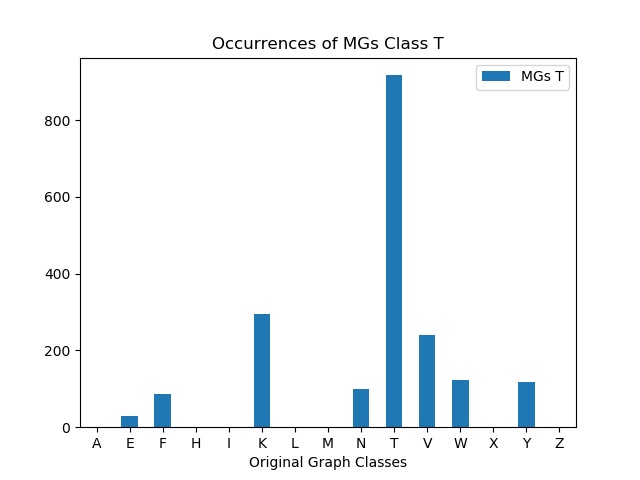 Occurrences of MGs Class T
MGs T
800
600
400
200
0
A E F H I K L M N T V W X Y Z
Original Graph Classes